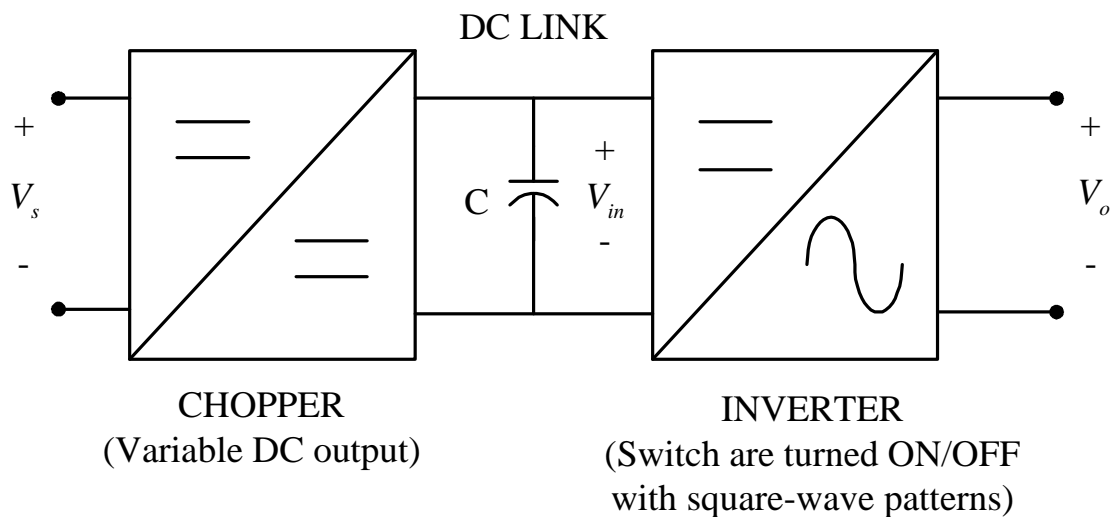 DC LINK
+
V_s
-
C
+
V_in
-
+
V_o
-
CHOPPER
(Variable DC output)
INVERTER
(Switch are turned ON/OFF
with square-wave patterns)